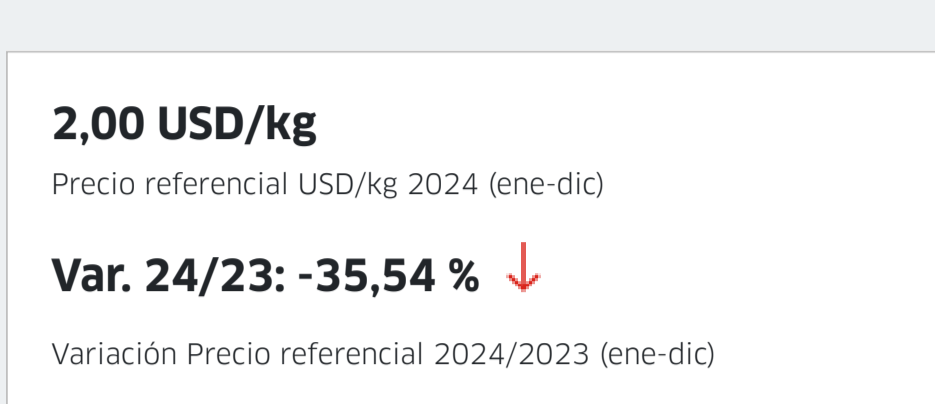 2,00 USD/kg
Precio referencial USD/kg 2024 (ene-dic)
Var. 24/23: -35,54 %
Variación Precio referencial 2024/2023 (ene-dic)